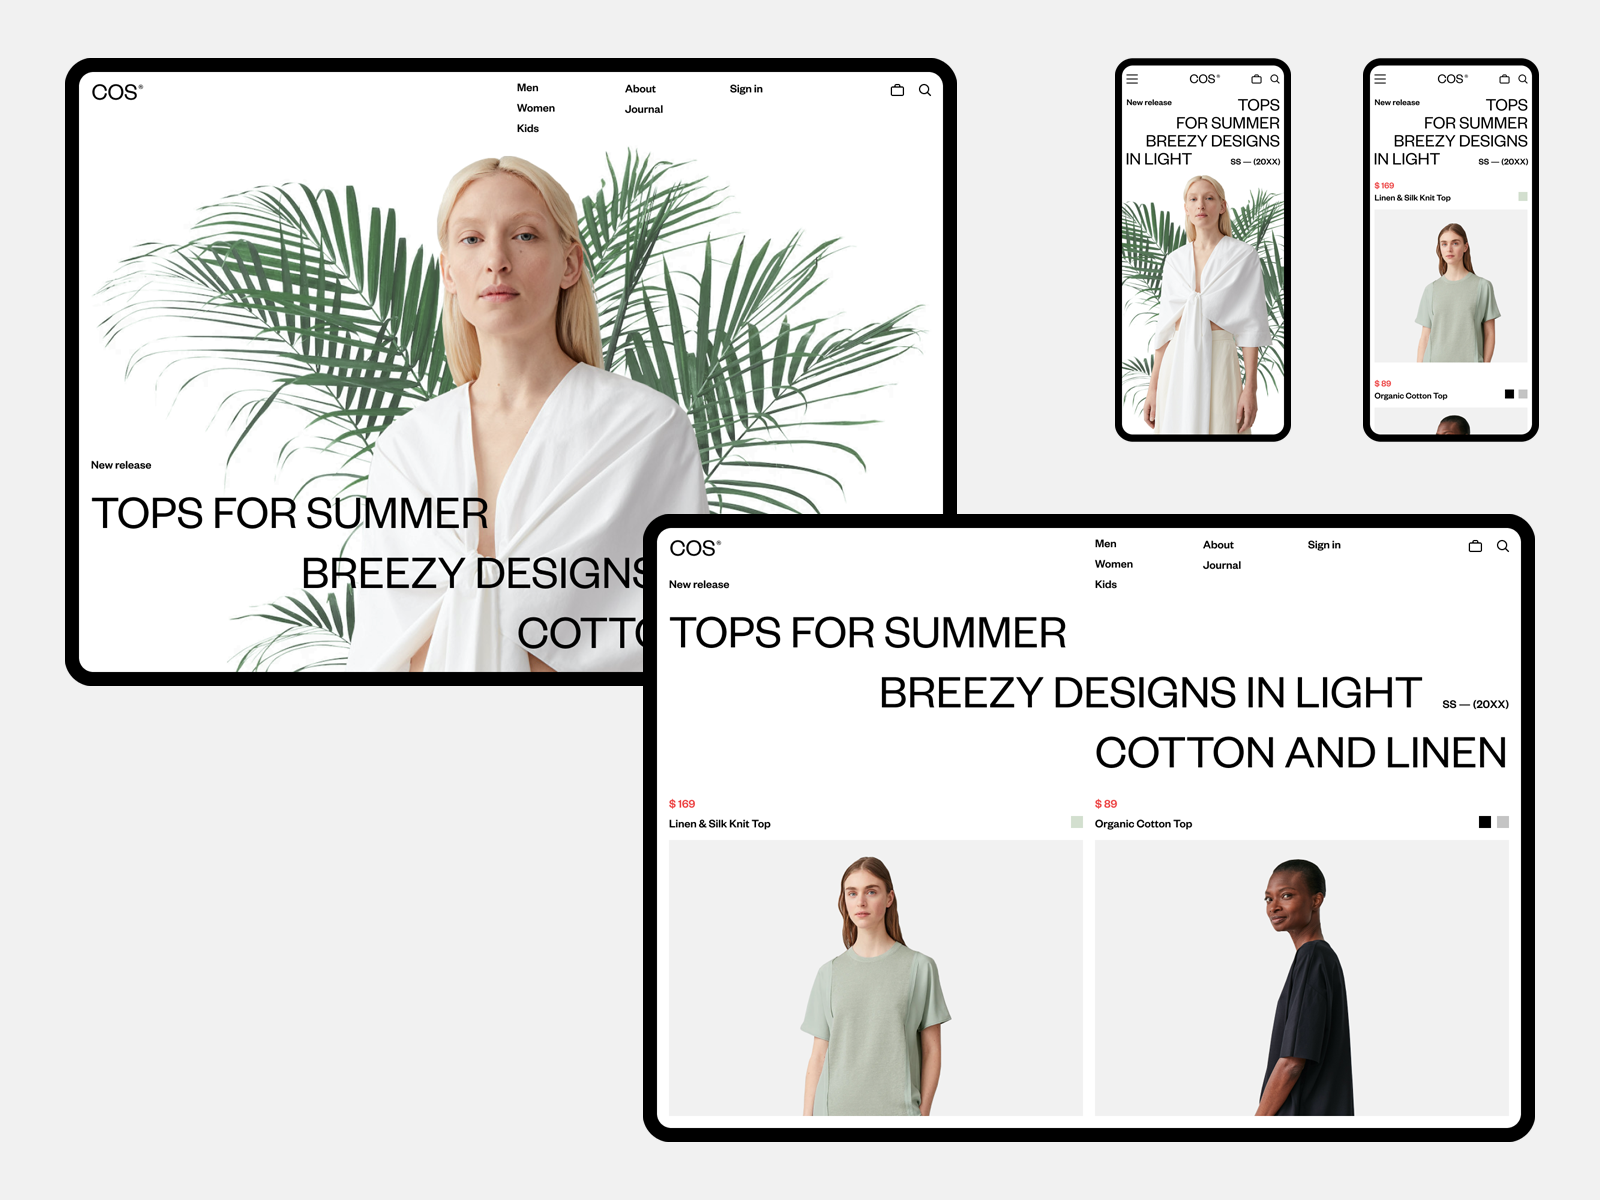 COS®
Men
Women
Kids
About
Journal
Sign in
New release
TOPS FOR SUMMER
BREEZY DESIGNS
COTTO
COS®
New release
TOPS
FOR SUMMER
BREEZY DESIGNS
IN LIGHT
SS — (20XX)
COS®
New release
TOPS
FOR SUMMER
BREEZY DESIGNS
IN LIGHT
SS — (20XX)
$ 169
Linen & Silk Knit Top
$ 89
Organic Cotton Top
COS®
Men
Women
Kids
About
Journal
Sign in
New release
TOPS FOR SUMMER
BREEZY DESIGNS IN LIGHT
SS — (20XX)
COTTON AND LINEN
$ 169
Linen & Silk Knit Top
$ 89
Organic Cotton Top